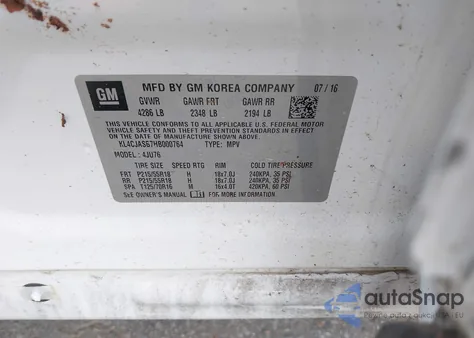 GM
MFD BY GM KOREA COMPANY 07/16
GVWR GAWR FRT GAWR RR
4286 LB 2348 LB 2194 LB
THIS VEHICLE CONFORMS TO ALL APPLICABLE U.S. FEDERAL MOTOR
VEHICLE SAFETY, BUMPER, AND THEFT PREVENTION STANDARDS
IN EFFECT ON THE DATE OF MANUFACTURE SHOWN ABOVE.
KL4CJASB7HB000764 TYPE: MPV
MODEL: 4JU76
TIRE SIZE SPEED RTG RIM COLD TIRE PRESSURE
FRT P215/55R18 H 18x7.0J 240KPA, 35 PSI
RR P215/55R18 H 18x7.0J 240KPA, 35 PSI
SPA T125/70R16 M 16x4.0T 420KPA, 60 PSI
SEE OWNER'S MANUAL FOR MORE INFORMATION
autoSnap